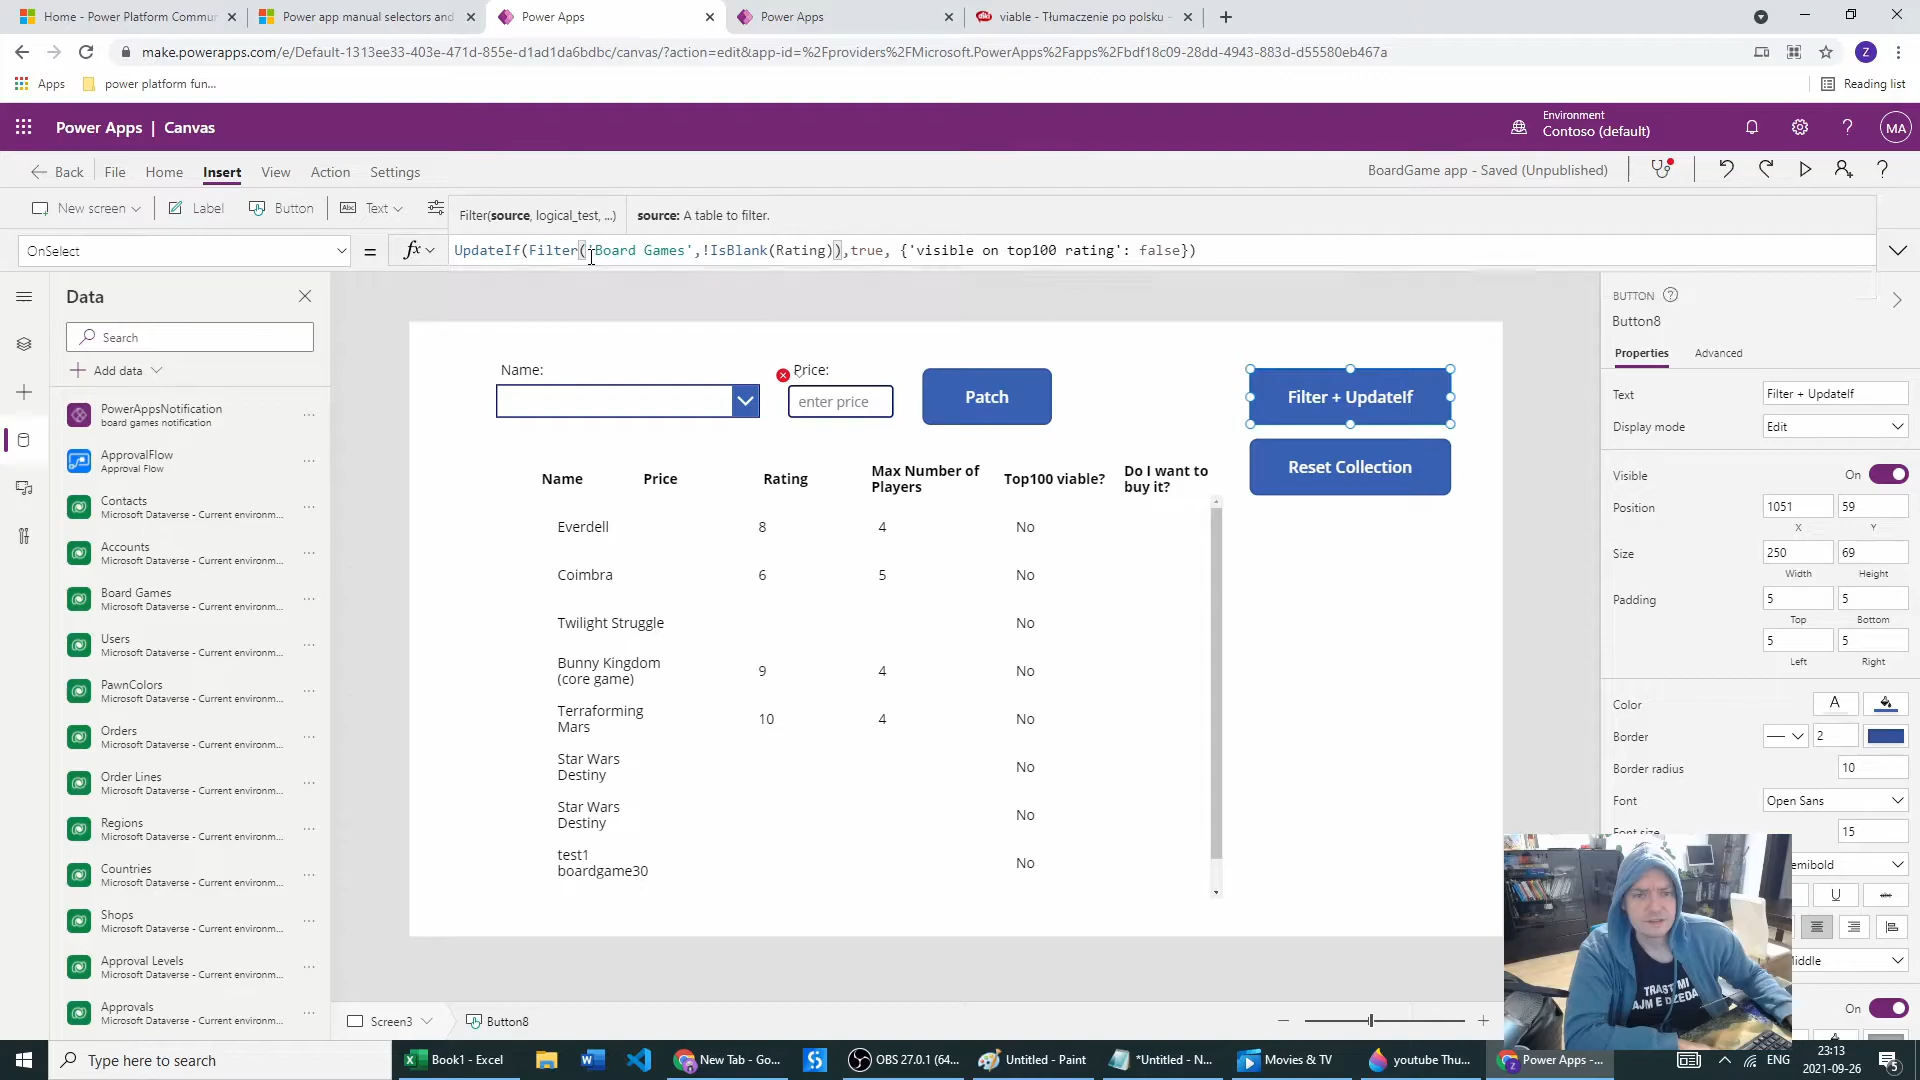 Home - Power Platform Commun
Power app manual selectors and
Power Apps
Power Apps
viable - Tłumaczenie po polsku -
make.powerapps.com/e/Default-1313ee33-403e-471d-855e-d1ad1da6bdbc/canvas/?action=edit&app-id=%2Fproviders%2FMicrosoft.PowerApps%2Fapps%2Fbdf18c09-28dd-4943-883d-d55580eb467a
Z
Apps
power platform fun...
Reading list
Power Apps | Canvas
Environment
Contoso (default)
MA
Back
File
Home
Insert
View
Action
Settings
BoardGame app - Saved (Unpublished)
New screen
Label
Button
Text
Filter(source, logical_test, ...)
source: A table to filter.
OnSelect
=
fx
UpdateIf(Filter('Board Games',!IsBlank(Rating)),true, {'visible on top100 rating': false})
Data
Search
Add data
PowerAppsNotification
board games notification
ApprovalFlow
Approval Flow
Contacts
Microsoft Dataverse - Current environm...
Accounts
Microsoft Dataverse - Current environm...
Board Games
Microsoft Dataverse - Current environm...
Users
Microsoft Dataverse - Current environm...
PawnColors
Microsoft Dataverse - Current environm...
Orders
Microsoft Dataverse - Current environm...
Order Lines
Microsoft Dataverse - Current environm...
Regions
Microsoft Dataverse - Current environm...
Countries
Microsoft Dataverse - Current environm...
Shops
Microsoft Dataverse - Current environm...
Approval Levels
Microsoft Dataverse - Current environm...
Approvals
Microsoft Dataverse - Current environm...
Name:
Price:
enter price
Patch
Filter + UpdateIf
Reset Collection
Name
Price
Rating
Max Number of
Players
Top100 viable?
Do I want to
buy it?
Everdell
8
4
No
Coimbra
6
5
No
Twilight Struggle
No
Bunny Kingdom
(core game)
9
4
No
Terraforming
Mars
10
4
No
Star Wars
Destiny
No
Star Wars
Destiny
No
test1
boardgame30
No
Screen3
Button8
BUTTON
Button8
Properties
Advanced
Text
Filter + UpdateIf
Display mode
Edit
Visible
On
Position
1051
59
X
Y
Size
250
69
Width
Height
Padding
5
5
Top
Bottom
5
5
Left
Right
Color
A
Border
2
Border radius
10
Font
Open Sans
Font size
15
emibold
U
iddle
On
TRAST MI
AJM E DZEDA
Type here to search
Book1 - Excel
New Tab - Go...
OBS 27.0.1 (64...
Untitled - Paint
*Untitled - N...
Movies & TV
youtube Thu...
Power Apps -...
ENG
23:13
2021-09-26
5